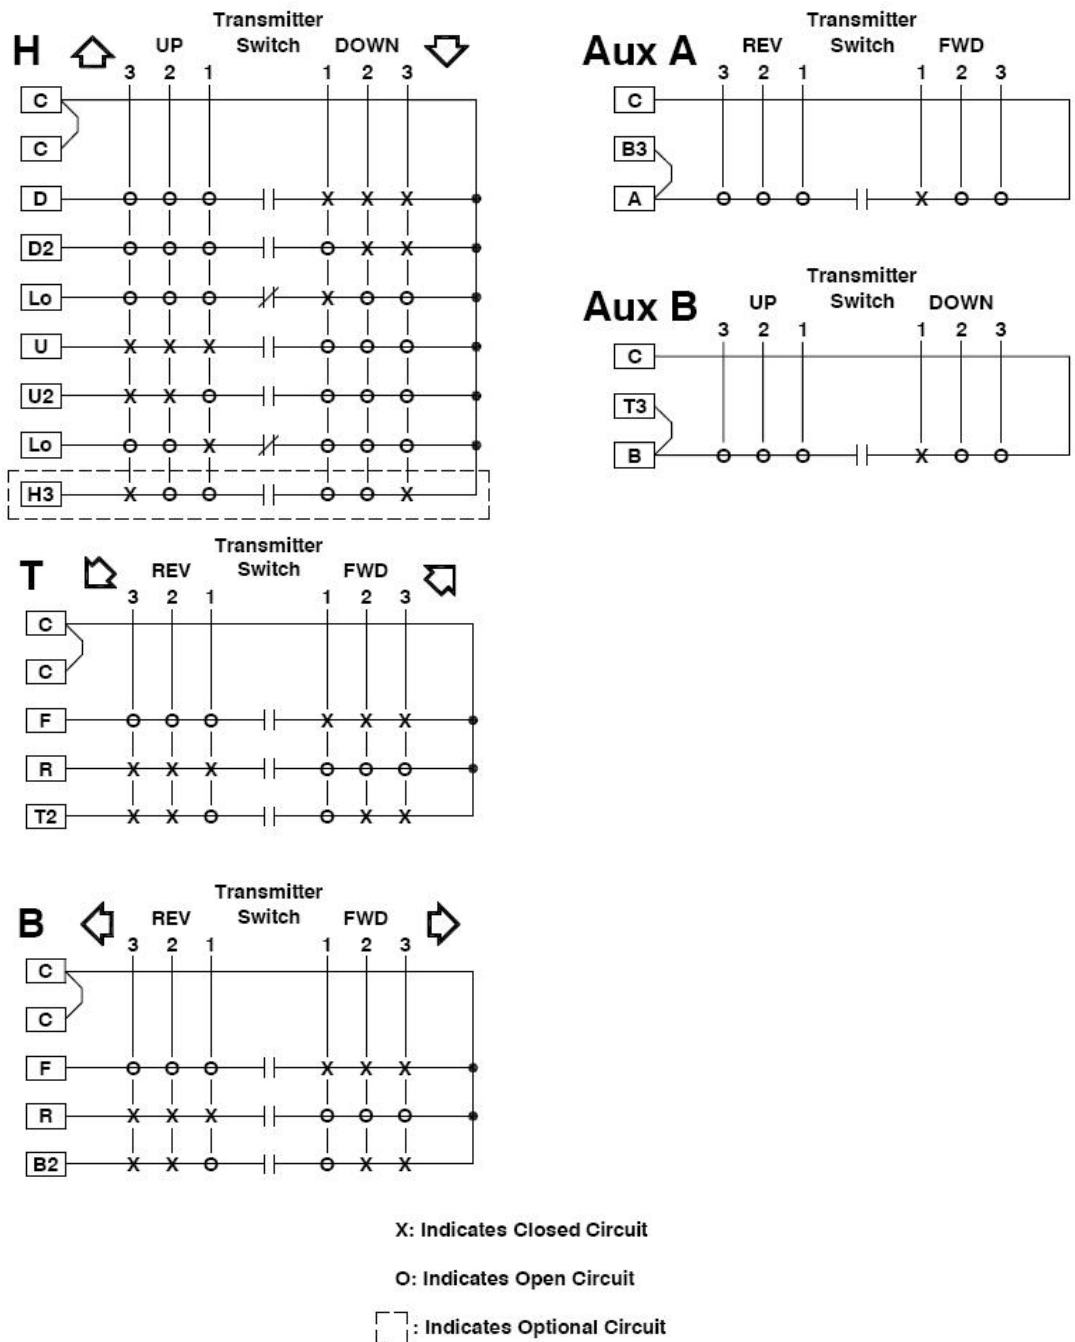 H UP Transmitter Switch DOWN
3 2 1 1 2 3
C
C
D O O O X X X
D2 O O O O X X
Lo O O O X O O
U X X X O O O
U2 X X O O O O
Lo O O X O O O
H3 X O O O O X
T REV Transmitter Switch FWD
3 2 1 1 2 3
C
C
F O O O X X X
R X X X O O O
T2 X X O O X X
B REV Transmitter Switch FWD
3 2 1 1 2 3
C
C
F O O O X X X
R X X X O O O
B2 X X O O X X
Aux A REV Transmitter Switch FWD
3 2 1 1 2 3
C
B3
A O O O X O O
Aux B UP Transmitter Switch DOWN
3 2 1 1 2 3
C
T3
B O O O X O O
X: Indicates Closed Circuit
O: Indicates Open Circuit
: Indicates Optional Circuit